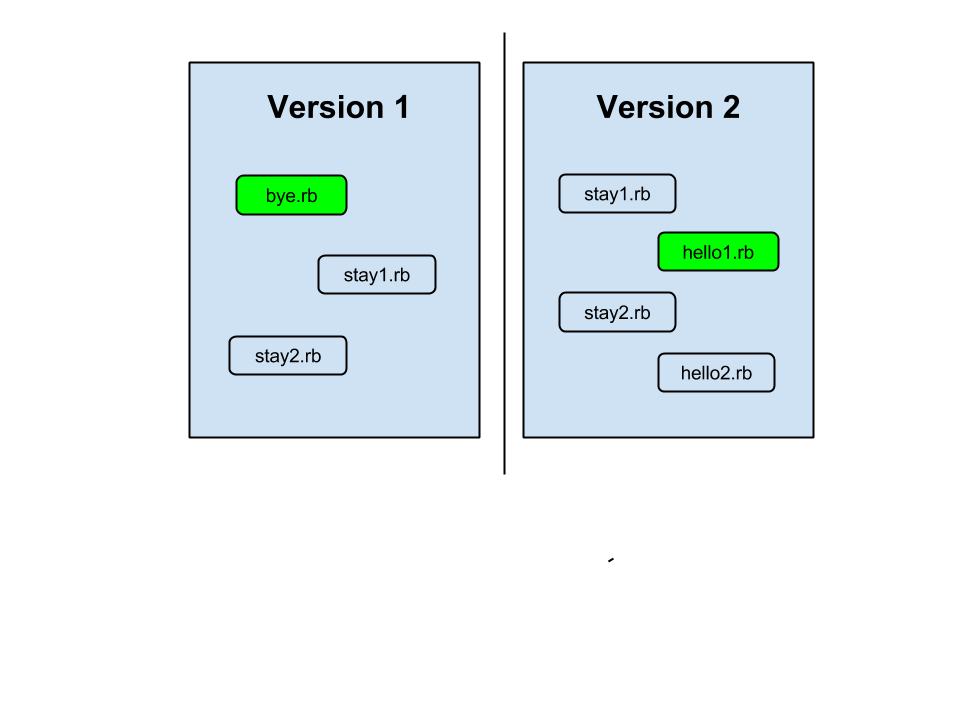 Version 1
bye.rb
stay1.rb
stay2.rb
Version 2
stay1.rb
hello1.rb
stay2.rb
hello2.rb